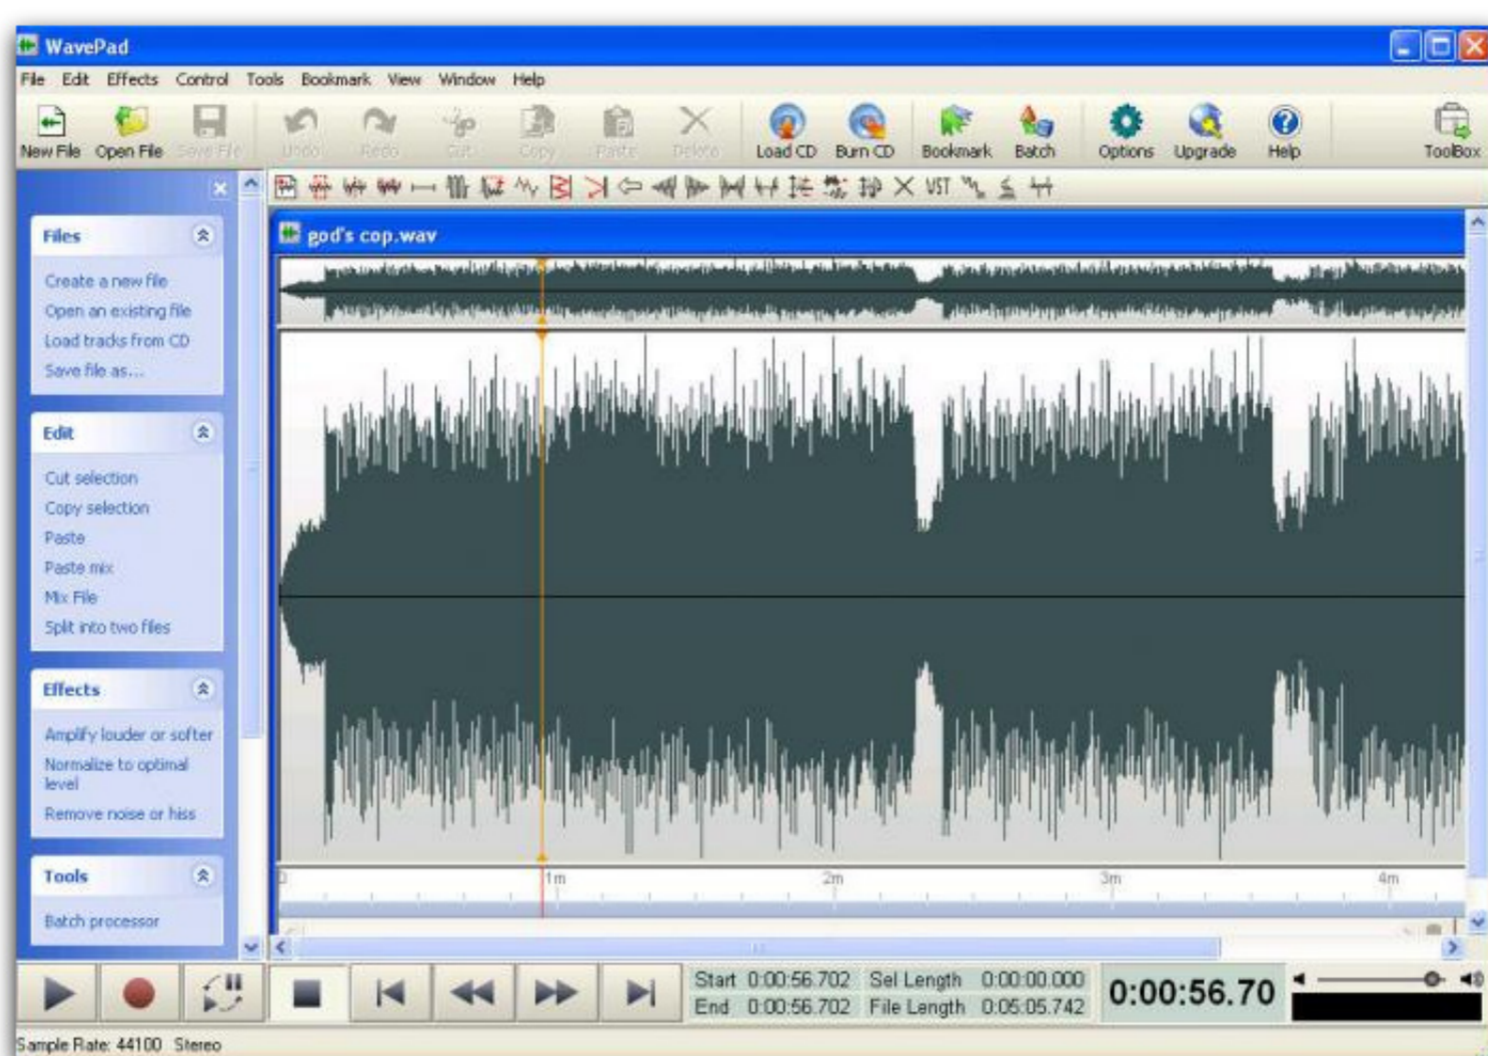 WavePad
File Edit Effects Control Tools Bookmark View Window Help
New File Open File Save File Undo Redo Cut Copy Paste Delete Load CD Burn CD Bookmark Batch Options Upgrade Help ToolBox
VST
Files
Create a new file
Open an existing file
Load tracks from CD
Save file as...
Edit
Cut selection
Copy selection
Paste
Paste mix
Mix File
Split into two files
Effects
Amplify louder or softer
Normalize to optimal
level
Remove noise or hiss
Tools
Batch processor
god's cop.wav
0 1m 2m 3m 4m
Start 0:00:56.702 Sel Length 0:00:00.000
End 0:00:56.702 File Length 0:05:05.742
0:00:56.70
Sample Rate: 44100 Stereo